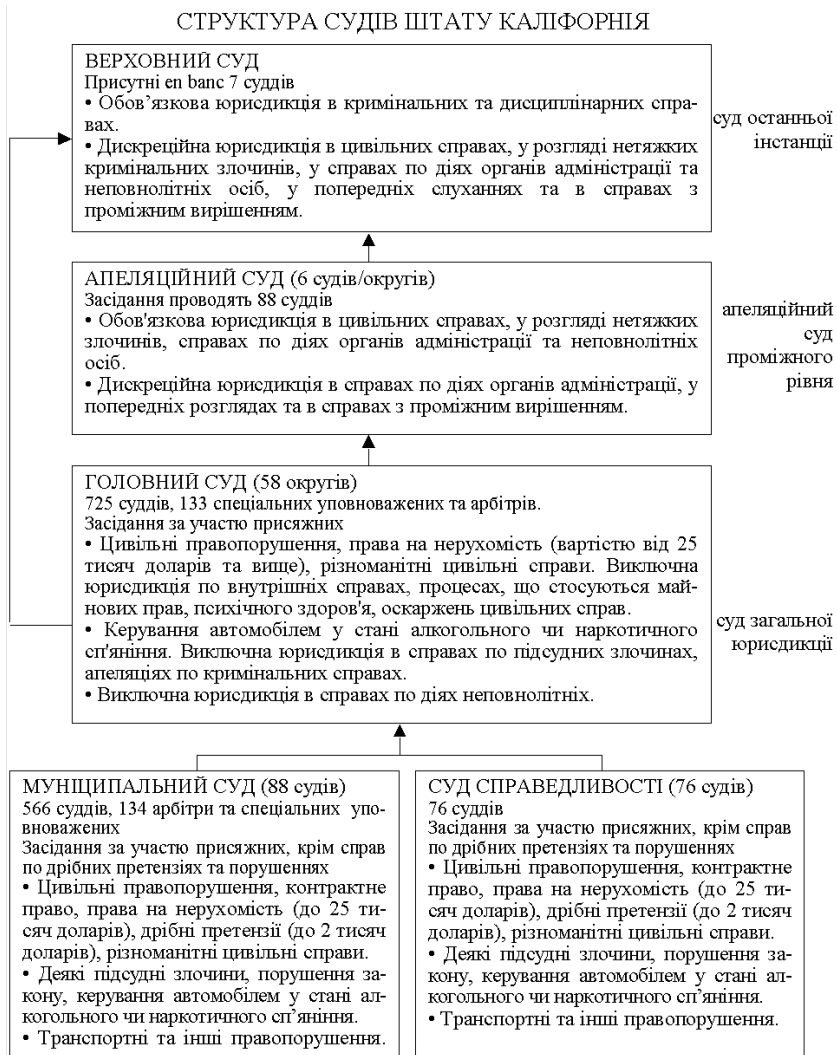 СТРУКТУРА СУДІВ ШТАТУ КАЛІФОРНІЯ
ВЕРХОВНИЙ СУД
Присутні en banc 7 суддів
• Обов’язкова юрисдикція в кримінальних та дисциплінарних спра-
вах.
• Дискреційна юрисдикція в цивільних справах, у розгляді нетяжких
кримінальних злочинів, у справах по діях органів адміністрації та
неповнолітніх осіб, у попередніх слуханнях та в справах з
проміжним вирішенням.
суд останньої
інстанції
АПЕЛЯЦІЙНИЙ СУД (6 судів/округів)
Засідання проводять 88 суддів
• Обов'язкова юрисдикція в цивільних справах, у розгляді нетяжких
злочинів, справах по діях органів адміністрації та неповнолітніх
осіб.
• Дискреційна юрисдикція в справах по діях органів адміністрації, у
попередніх розглядах та в справах з проміжним вирішенням.
апеляційний
суд
проміжного
рівня
ГОЛОВНИЙ СУД (58 округів)
725 суддів, 133 спеціальних уповноважених та арбітрів.
Засідання за участю присяжних
• Цивільні правопорушення, права на нерухомість (вартістю від 25
тисяч доларів та вище), різноманітні цивільні справи. Виключна
юрисдикція по внутрішніх справах, процесах, що стосуються май-
нових прав, психічного здоров'я, оскаржень цивільних справ.
• Керування автомобілем у стані алкогольного чи наркотичного
сп'яніння. Виключна юрисдикція в справах по підсудних злочинах,
апеляціях по кримінальних справах.
• Виключна юрисдикція в справах по діях неповнолітніх.
суд загальної
юрисдикції
МУНІЦИПАЛЬНИЙ СУД (88 судів)
566 суддів, 134 арбітри та спеціальних упо-
вноважених
Засідання за участю присяжних, крім справ
по дрібних претензіях та порушеннях
• Цивільні правопорушення, контрактне
право, права на нерухомість (до 25 ти-
сяч доларів), дрібні претензії (до 2 тисяч
доларів), різноманітні цивільні справи.
• Деякі підсудні злочини, порушення за-
кону, керування автомобілем у стані ал-
когольного чи наркотичного сп’яніння.
• Транспортні та інші правопорушення.
СУД СПРАВЕДЛИВОСТІ (76 судів)
76 суддів
Засідання за участю присяжних, крім справ
по дрібних претензіях та порушеннях
• Цивільні правопорушення, контрактне
право, права на нерухомість (до 25 ти-
сяч доларів), дрібні претензії (до 2 тисяч
доларів), різноманітні цивільні справи.
• Деякі підсудні злочини, порушення за-
кону, керування автомобілем у стані ал-
когольного чи наркотичного сп’яніння.
• Транспортні та інші правопорушення.